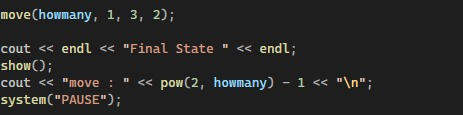 move(howmany, 1, 3, 2);
cout << endl << "Final State " << endl;
show();
cout << "move : " << pow(2, howmany) - 1 << "\n";
system("PAUSE");